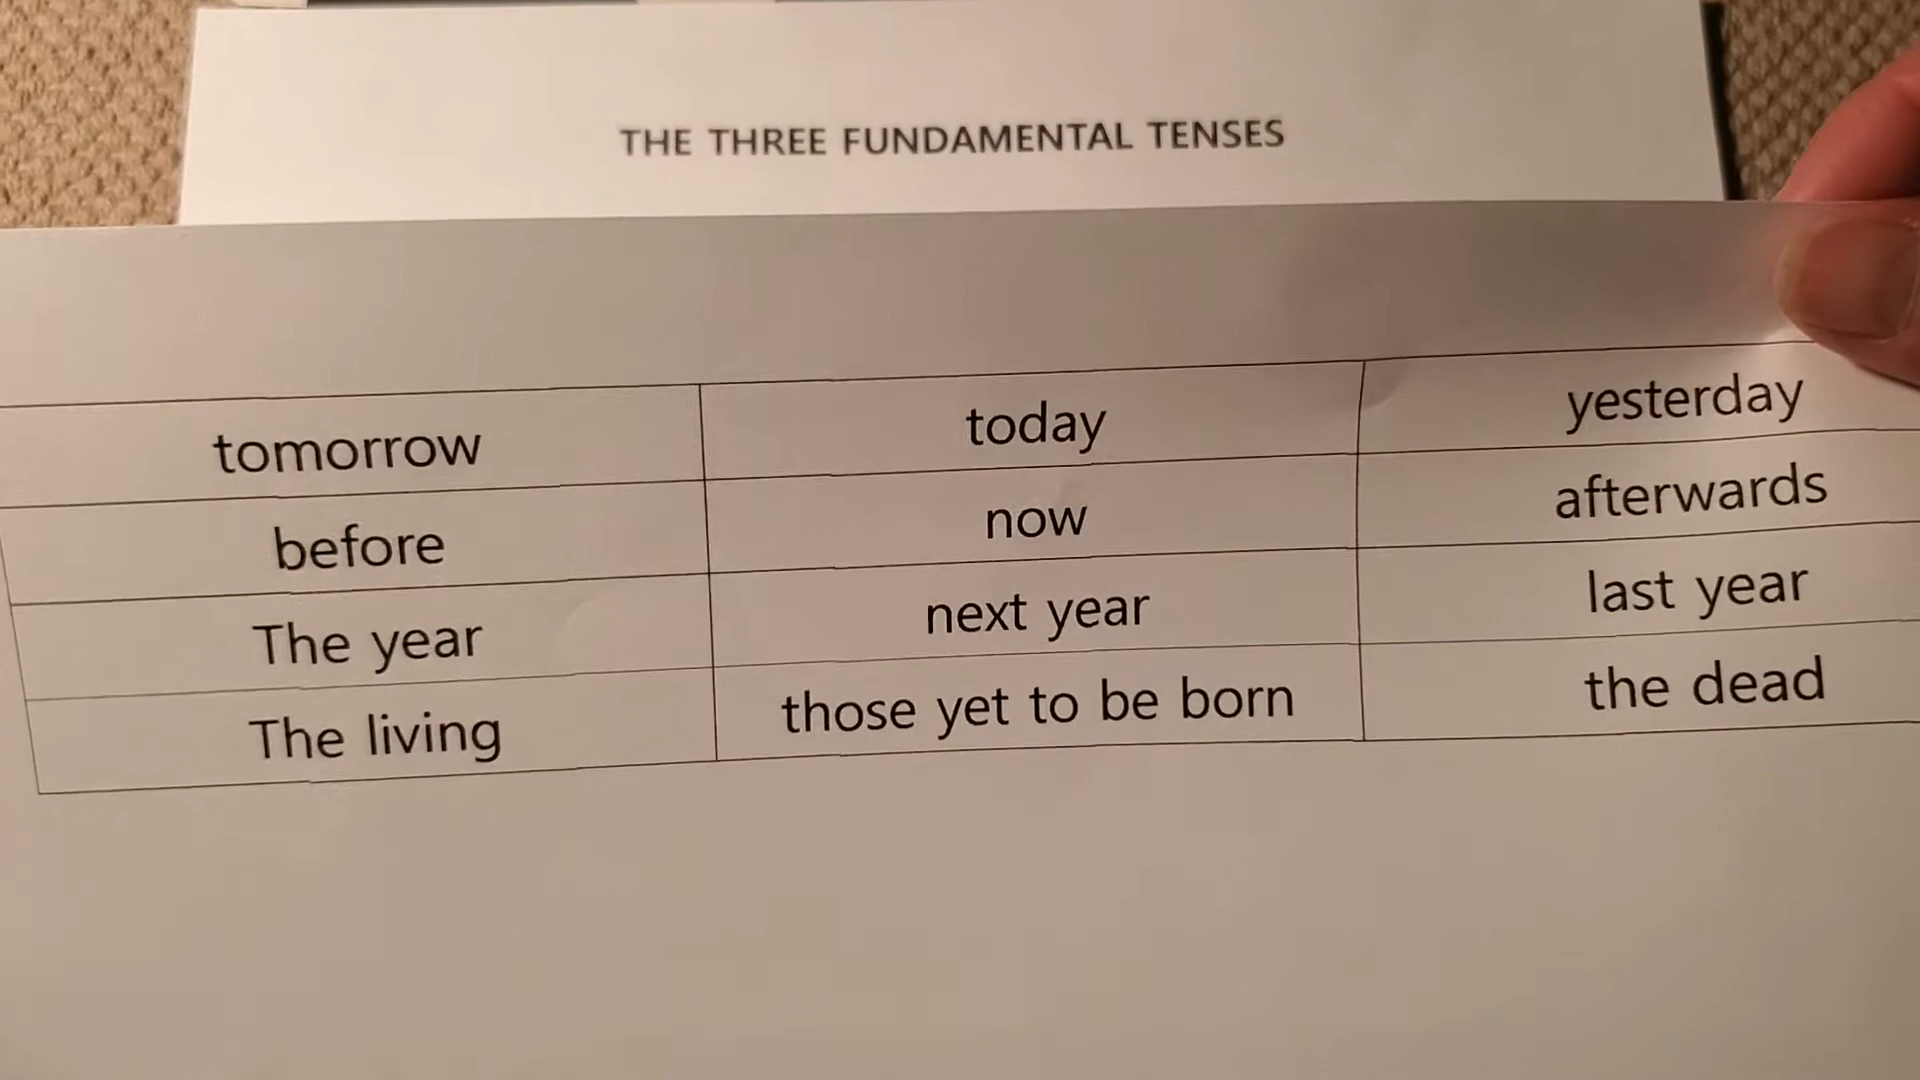 THE THREE FUNDAMENTAL TENSES
tomorrow today yesterday
before now afterwards
The year next year last year
The living those yet to be born the dead